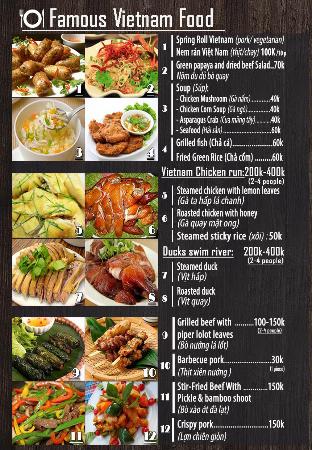 Famous Vietnam Food
1 Spring Roll Vietnam (pork/ vegetarian)
Nem rán Việt Nam (thịt/chay) 100K/10p
2 Green papaya and dried beef Salad..70k
Nộm đu đủ bò quay
3 Soup (Súp):
- Chicken Mushroom (Gà nấm)...........40k
- Chicken Corn Soup (Gà ngô)...........40k
- Asparagus Crab (Cua măng tây).....40k
- Seafood (Hải sản)..........................60k
4 Grilled fish (Chả cá)......................60k
Fried Green Rice (Chả cốm)........60k
Vietnam Chicken run:200k-400k
(2-4 people)
5 Steamed chicken with lemon leaves
(Gà ta hấp lá chanh)
6 Roasted chicken with honey
(Gà quay mật ong)
Steamed sticky rice (xôi) : 50k
Ducks swim river: 200k-400k
(2-4 people)
7 Steamed duck
(Vịt hấp)
8 Roasted duck
(Vịt quay)
9 Grilled beef with .........100-150k
piper lolot leaves
(Bò nướng lá lốt)
10 Barbecue pork..................30k
(Thịt xiên nướng )
11 Stir-Fried Beef With ........150k
Pickle & bamboo shoot
(Bò xào ớt đà lạt)
12 Crispy pork......................150k
(Lợn chiên giòn)
1 2
3 4
5 6
7 8
9 10
11 12